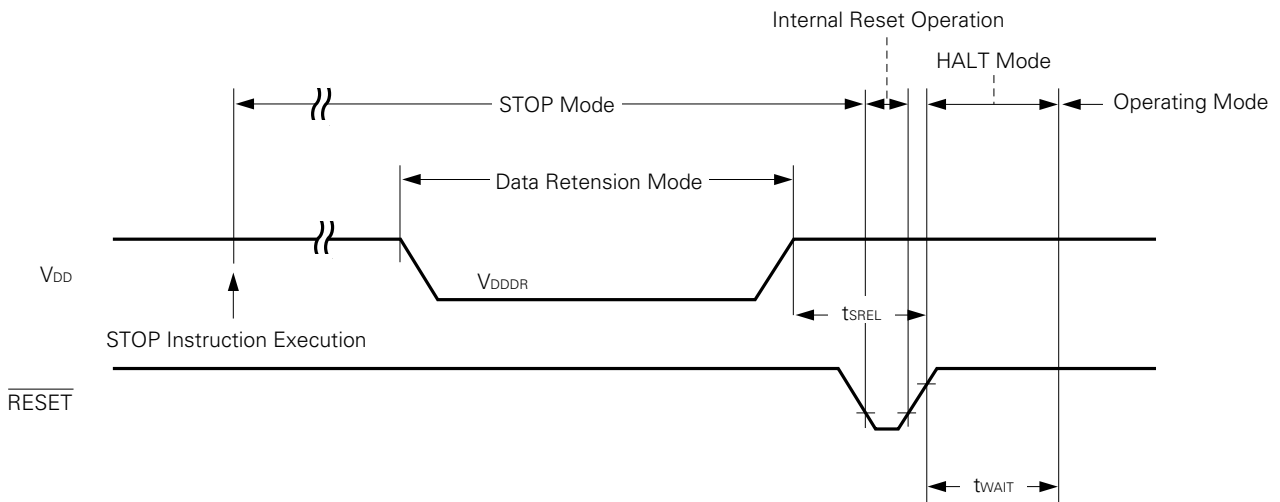 Internal Reset Operation
HALT Mode
STOP Mode
Operating Mode
Data Retension Mode
VDD
VDDDR
tSREL
STOP Instruction Execution
RESET
tWAIT